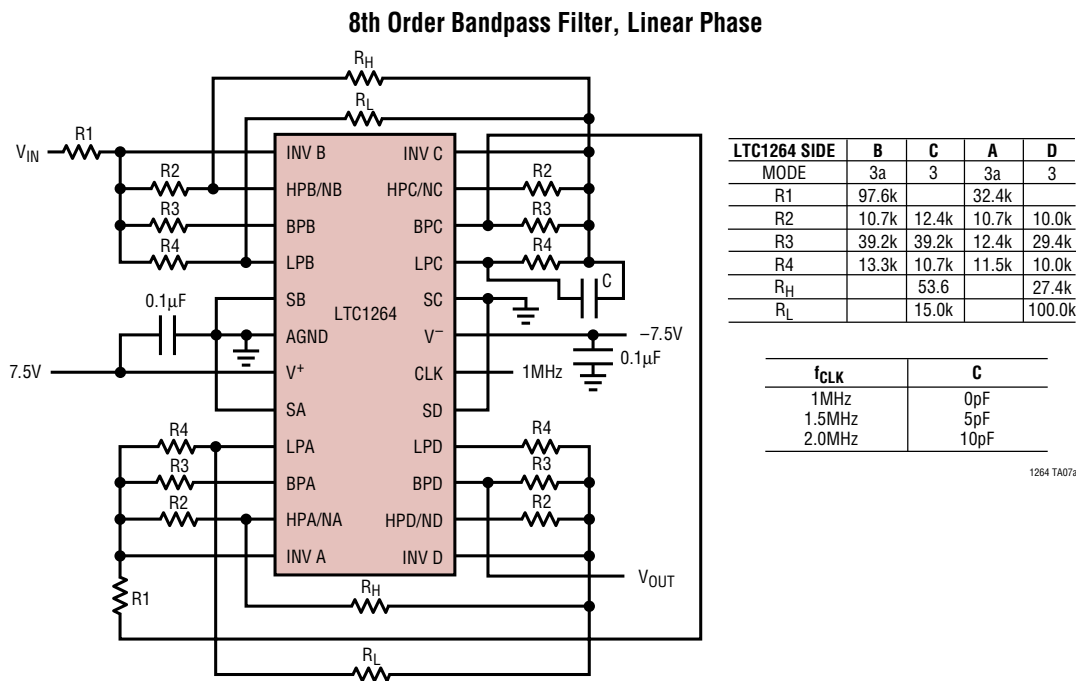 8th Order Bandpass Filter, Linear Phase
RH
RL
R1
VIN
INV B
INV C
R2
HPB/NB
HPC/NC
R2
R3
BPB
BPC
R3
R4
LPB
LPC
R4
C
0.1µF
SB
SC
LTC1264
AGND
V–
–7.5V
0.1µF
7.5V
V+
CLK
1MHz
SA
SD
R4
LPA
LPD
R4
R3
BPA
BPD
R3
R2
HPA/NA
HPD/ND
R2
INV A
INV D
VOUT
R1
RH
RL
LTC1264 SIDE B C A D
MODE 3a 3 3a 3
R1 97.6k 32.4k
R2 10.7k 12.4k 10.7k 10.0k
R3 39.2k 39.2k 12.4k 29.4k
R4 13.3k 10.7k 11.5k 10.0k
RH 53.6 27.4k
RL 15.0k 100.0k
fCLK C
1MHz 0pF
1.5MHz 5pF
2.0MHz 10pF
1264 TA07a